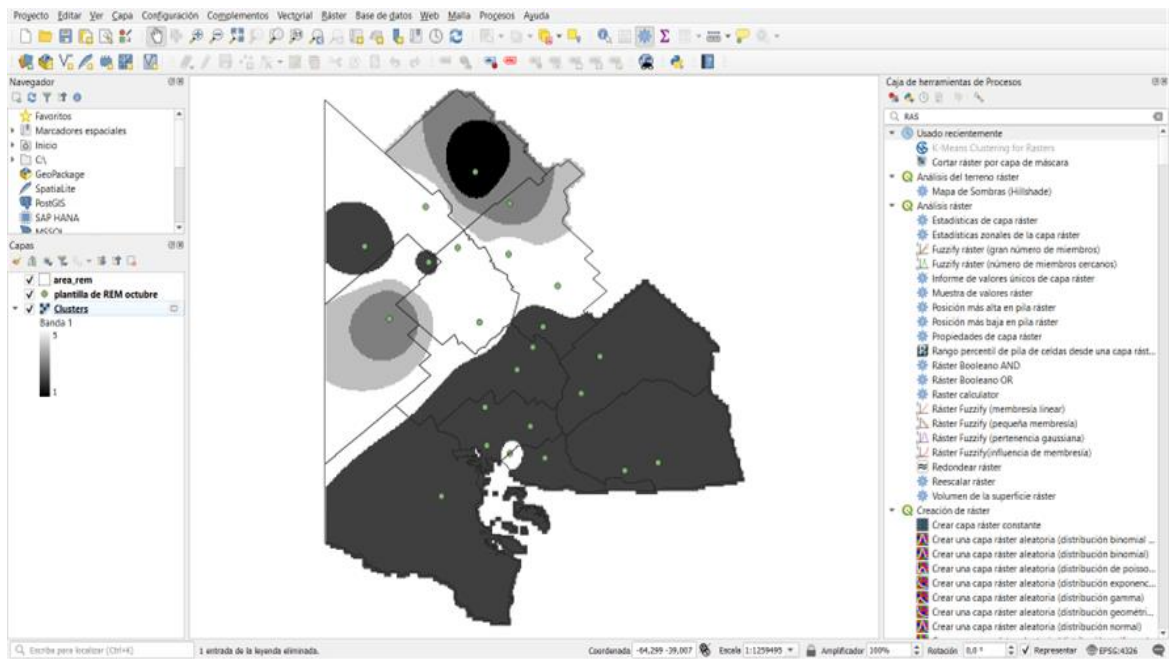 Proyecto Editar Ver Capa Configuración Complementos Vectorial Ráster Base de datos Web Malla Procesos Ayuda
Navegador
Favoritos
Marcadores espaciales
Inicio
C:\
GeoPackage
SpatiaLite
PostGIS
SAP HANA
MSSQL
Capas
area_rem
plantilla de REM octubre
Clusters
Banda 1
5
1
Caja de herramientas de Procesos
RAS
Usado recientemente
K-Means Clustering for Rasters
Cortar ráster por capa de máscara
Análisis del terreno ráster
Mapa de Sombras (Hillshade)
Análisis ráster
Estadísticas de capa ráster
Estadísticas zonales de la capa ráster
Fuzzify ráster (gran número de miembros)
Fuzzify ráster (número de miembros cercanos)
Informe de valores únicos de capa ráster
Muestra de valores ráster
Posición más alta en pila ráster
Posición más baja en pila ráster
Propiedades de capa ráster
Rango percentil de pila de celdas desde una capa rást...
Ráster Booleano AND
Ráster Booleano OR
Raster calculator
Ráster Fuzzify (membresía linear)
Ráster Fuzzify (pequeña membresía)
Ráster Fuzzify (pertenencia gaussiana)
Ráster Fuzzify(influencia de membresía)
Redondear ráster
Reescalar ráster
Volumen de la superficie ráster
Creación de ráster
Crear capa ráster constante
Crear una capa ráster aleatoria (distribución binomial ...
Crear una capa ráster aleatoria (distribución binomial)
Crear una capa ráster aleatoria (distribución de poisso...
Crear una capa ráster aleatoria (distribución exponenc...
Crear una capa ráster aleatoria (distribución gamma)
Crear una capa ráster aleatoria (distribución geométri...
Crear una capa ráster aleatoria (distribución normal)
Escriba para localizar (Ctrl+K) 1 entrada de la leyenda eliminada. Coordenada -64,299 -39,007 Escala 1:1259495 Amplificador 100% Rotación 0,0 ° Representar EPSG:4326